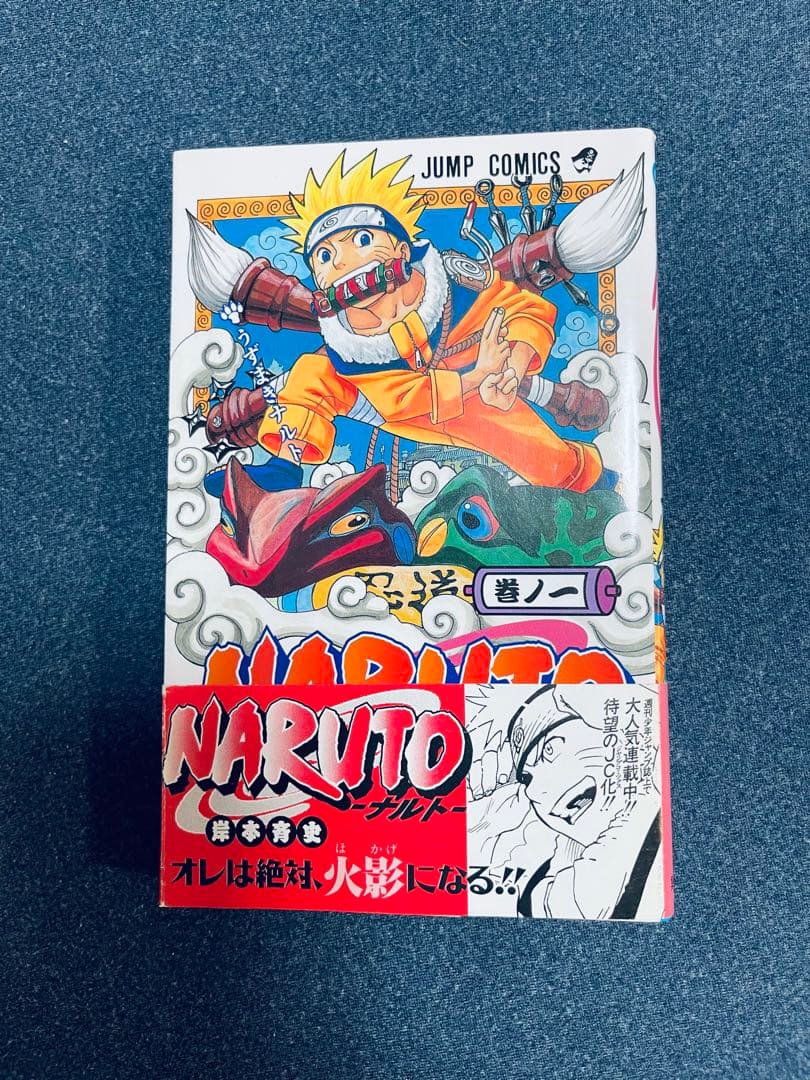 JUMP COMICS
うずまきナルト
巻ノ一
NARUTO
NARUTO
-ナルト-
岸本斉史
ほかげ
オレは絶対、火影になる!!
週刊少年ジャンプ誌上で
大人気連載中!!
待望のJC化!!